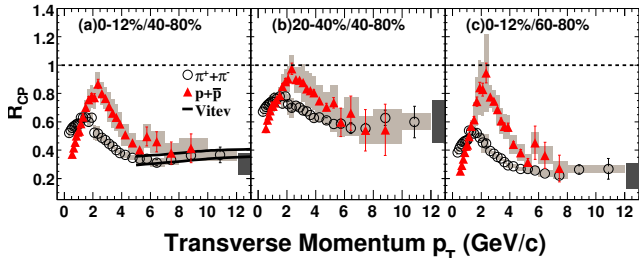 (a)0-12%/40-80%
(b)20-40%/40-80%
(c)0-12%/60-80%
1.4
1.2
1
0.8
0.6
0.4
0.2
R_CP
π⁺+π⁻
p+p̅
Vitev
0 2 4 6 8 10 12
0 2 4 6 8 10 12
0 2 4 6 8 10 12
Transverse Momentum p_T (GeV/c)